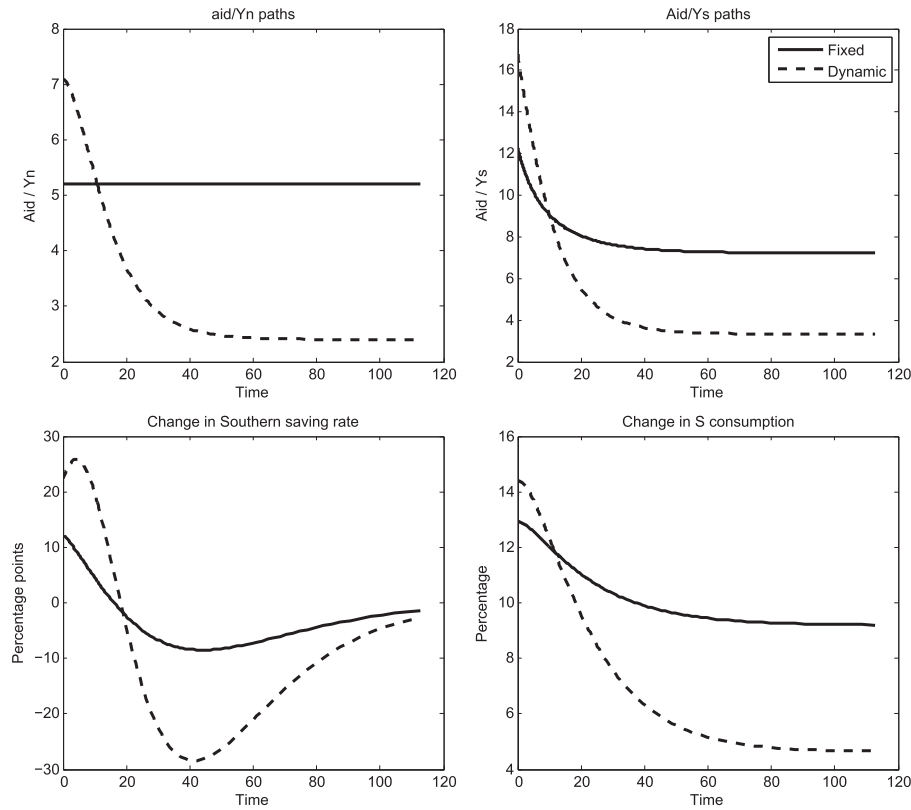 aid/Yn paths
8
7
6
5
4
3
2
Aid / Yn
0 20 40 60 80 100 120
Time
Aid/Ys paths
18
16
14
12
10
8
6
4
2
Aid / Ys
Fixed
Dynamic
0 20 40 60 80 100 120
Time
Change in Southern saving rate
30
20
10
0
−10
−20
−30
Percentage points
0 20 40 60 80 100 120
Time
Change in S consumption
16
14
12
10
8
6
4
Percentage
0 20 40 60 80 100 120
Time